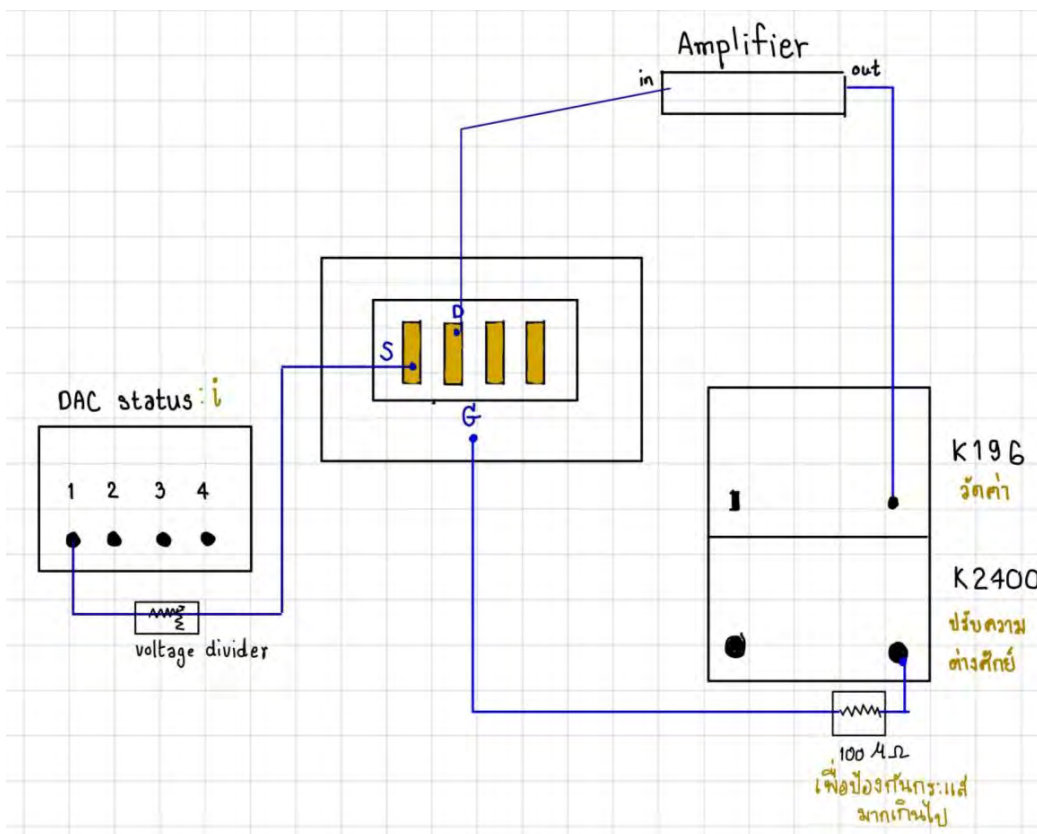 Amplifier
in
out
D
S
G
DAC status : i
1 2 3 4
voltage divider
K196
วัดค่า
K2400
ปรับความ
ต่างศักย์
100 MΩ
เพื่อป้องกันกระแส
มากเกินไป